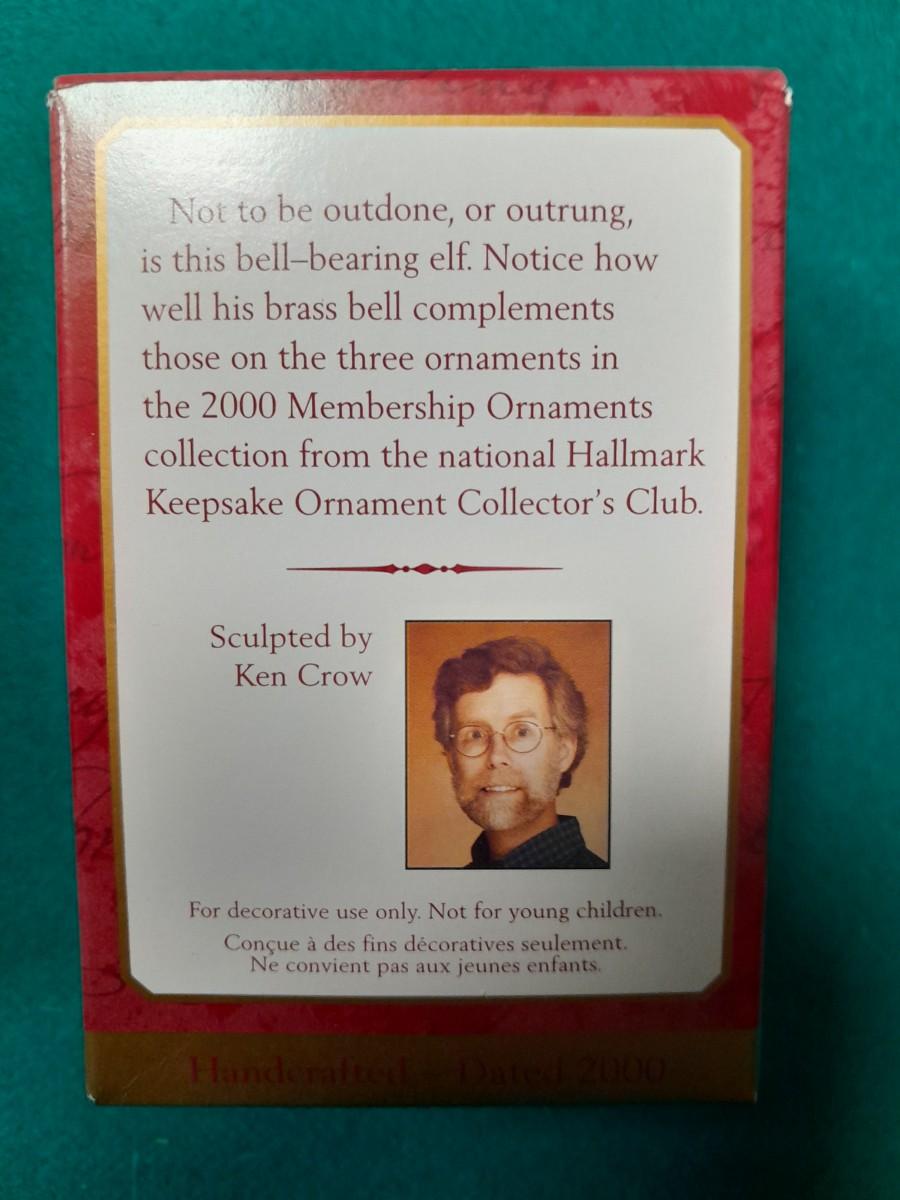 Not to be outdone, or outrung,
is this bell–bearing elf. Notice how
well his brass bell complements
those on the three ornaments in
the 2000 Membership Ornaments
collection from the national Hallmark
Keepsake Ornament Collector's Club.
Sculpted by
Ken Crow
For decorative use only. Not for young children.
Conçue à des fins décoratives seulement.
Ne convient pas aux jeunes enfants.
Handcrafted – Dated 2000